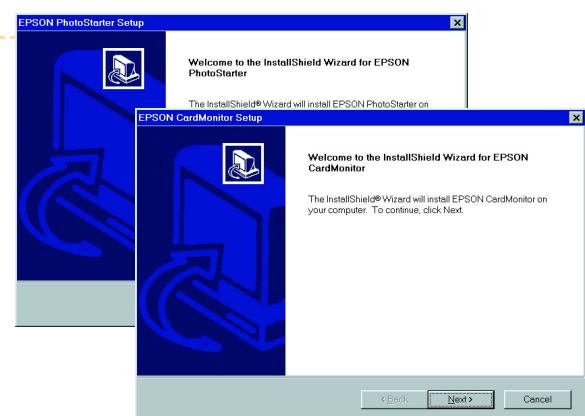 EPSON PhotoStarter Setup
Welcome to the InstallShield Wizard for EPSON
PhotoStarter
The InstallShield® Wizard will install EPSON PhotoStarter on
EPSON CardMonitor Setup
Welcome to the InstallShield Wizard for EPSON
CardMonitor
The InstallShield® Wizard will install EPSON CardMonitor on
your computer. To continue, click Next.
< Back Next > Cancel